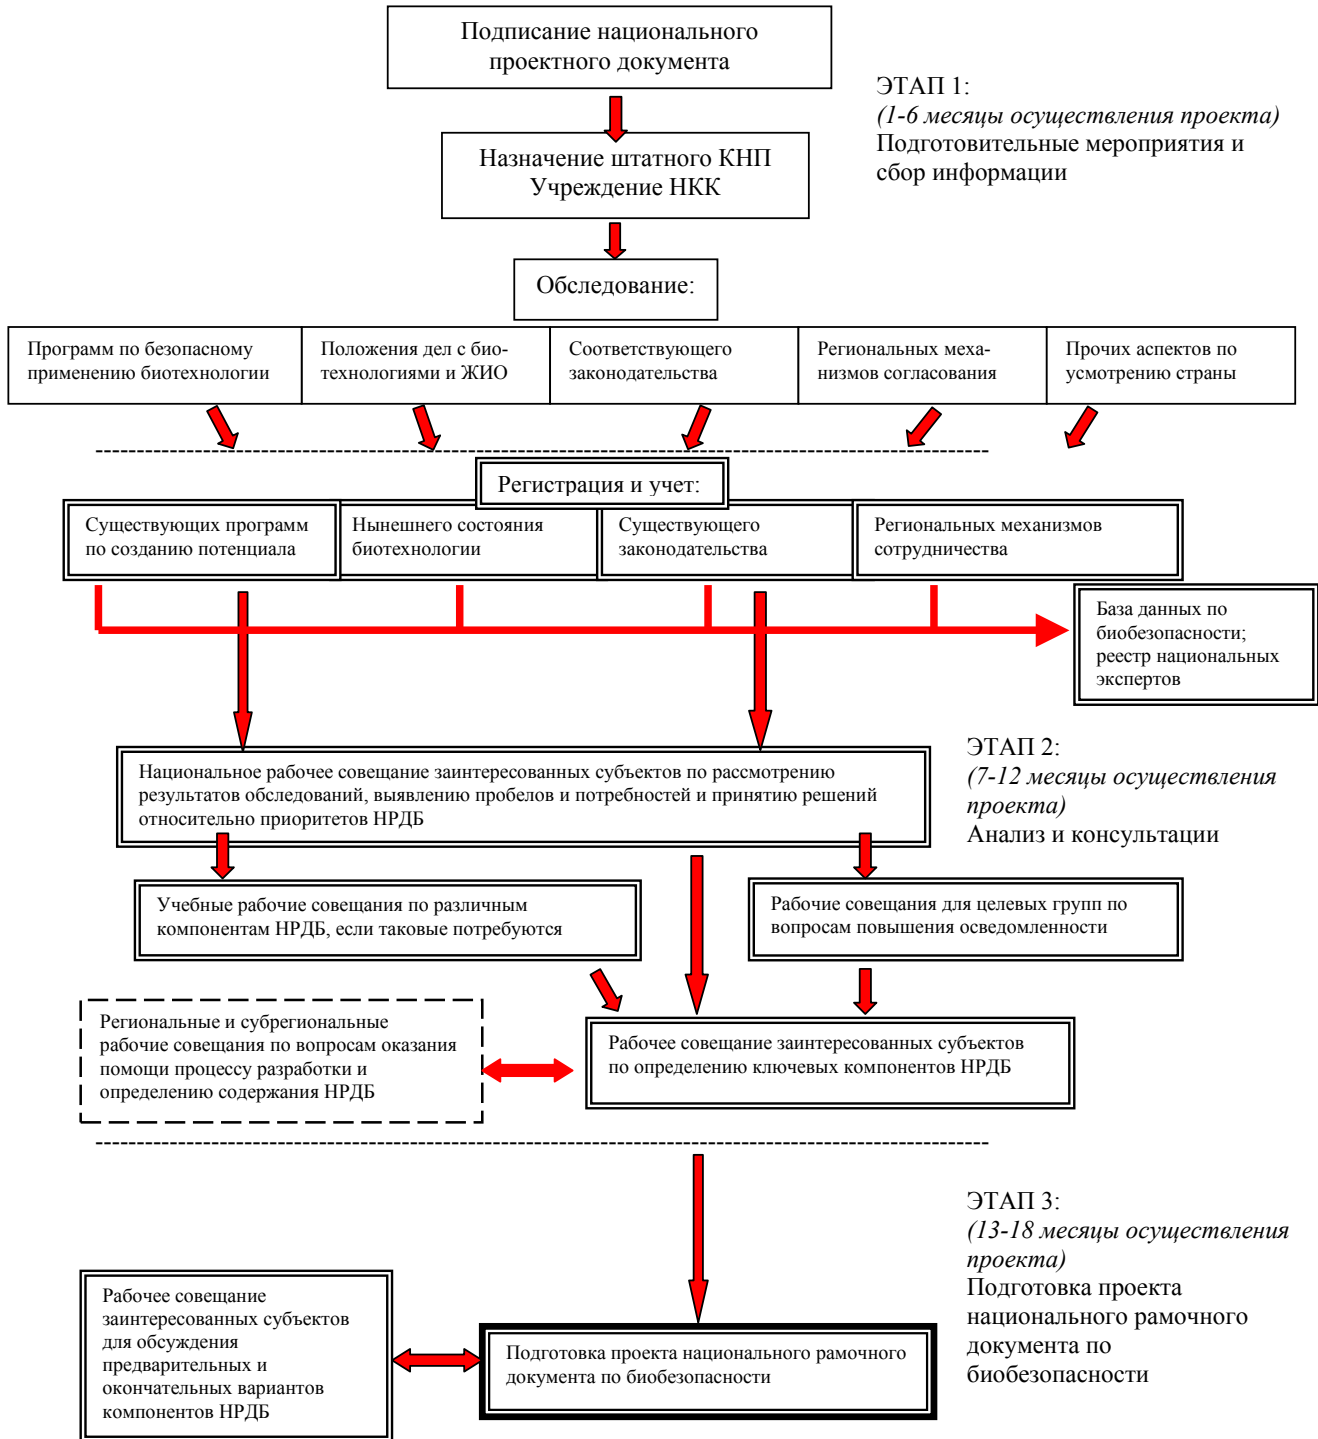 Подписание национального
проектного документа
ЭТАП 1:
(1-6 месяцы осуществления проекта)
Подготовительные мероприятия и
сбор информации
Назначение штатного КНП
Учреждение НКК
Обследование:
Программ по безопасному
применению биотехнологии
Положения дел с био-
технологиями и ЖИО
Соответствующего
законодательства
Региональных меха-
низмов согласования
Прочих аспектов по
усмотрению страны
Регистрация и учет:
Существующих программ
по созданию потенциала
Нынешнего состояния
биотехнологии
Существующего
законодательства
Региональных механизмов
сотрудничества
База данных по
биобезопасности;
реестр национальных
экспертов
ЭТАП 2:
(7-12 месяцы осуществления
проекта)
Анализ и консультации
Национальное рабочее совещание заинтересованных субъектов по рассмотрению
результатов обследований, выявлению пробелов и потребностей и принятию решений
относительно приоритетов НРДБ
Учебные рабочие совещания по различным
компонентам НРДБ, если таковые потребуются
Рабочие совещания для целевых групп по
вопросам повышения осведомленности
Региональные и субрегиональные
рабочие совещания по вопросам оказания
помощи процессу разработки и
определению содержания НРДБ
Рабочее совещание заинтересованных субъектов
по определению ключевых компонентов НРДБ
ЭТАП 3:
(13-18 месяцы осуществления
проекта)
Подготовка проекта
национального рамочного
документа по
биобезопасности
Рабочее совещание
заинтересованных субъектов
для обсуждения
предварительных и
окончательных вариантов
компонентов НРДБ
Подготовка проекта национального рамочного
документа по биобезопасности